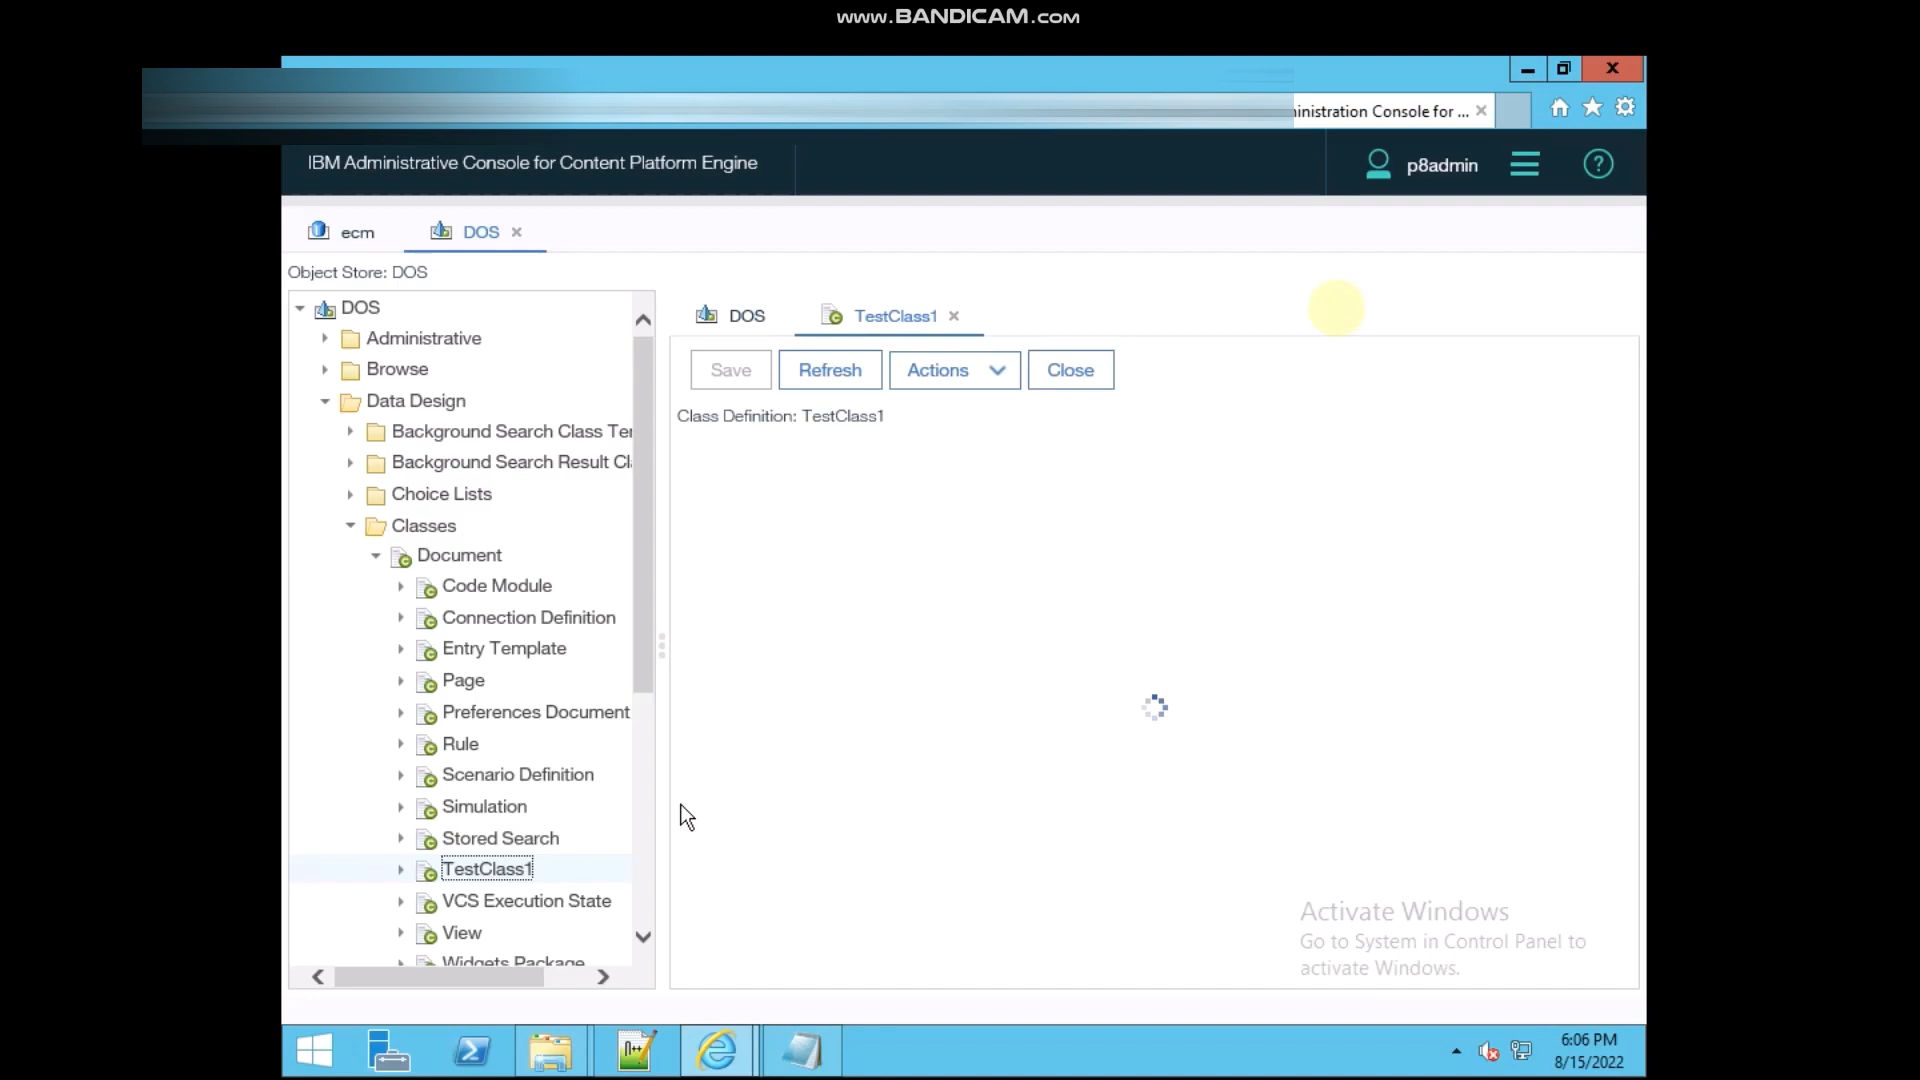 www.BANDICAM.com
inistration Console for ...
IBM Administrative Console for Content Platform Engine
p8admin
ecm
DOS
Object Store: DOS
DOS
Administrative
Browse
Data Design
Background Search Class Te
Background Search Result Cl
Choice Lists
Classes
Document
Code Module
Connection Definition
Entry Template
Page
Preferences Document
Rule
Scenario Definition
Simulation
Stored Search
TestClass1
VCS Execution State
View
Widgets Package
DOS
TestClass1
Save
Refresh
Actions
Close
Class Definition: TestClass1
Activate Windows
Go to System in Control Panel to
activate Windows.
6:06 PM
8/15/2022